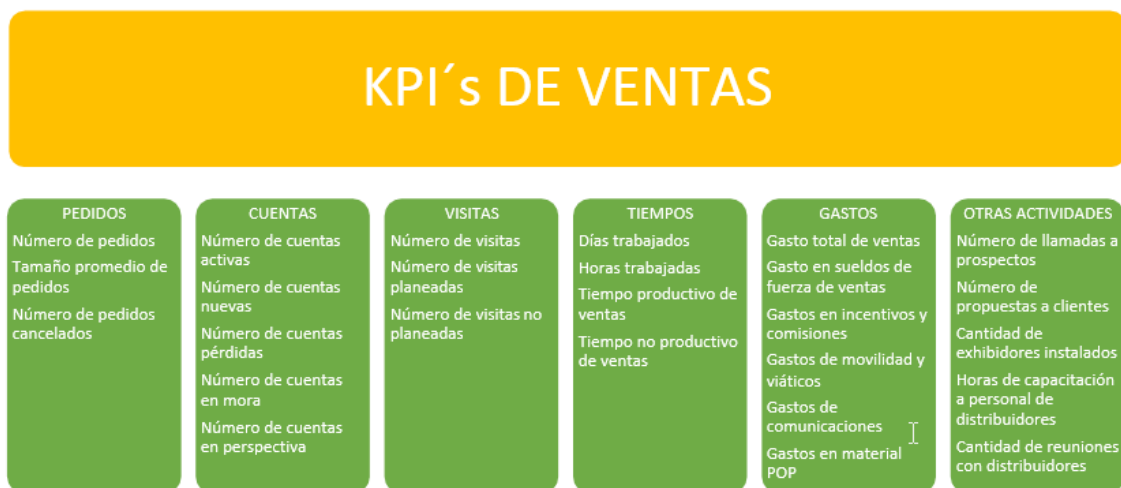 KPI´s DE VENTAS
PEDIDOS
Número de pedidos
Tamaño promedio de
pedidos
Número de pedidos
cancelados
CUENTAS
Número de cuentas
activas
Número de cuentas
nuevas
Número de cuentas
pérdidas
Número de cuentas
en mora
Número de cuentas
en perspectiva
VISITAS
Número de visitas
Número de visitas
planeadas
Número de visitas no
planeadas
TIEMPOS
Días trabajados
Horas trabajadas
Tiempo productivo de
ventas
Tiempo no productivo
de ventas
GASTOS
Gasto total de ventas
Gasto en sueldos de
fuerza de ventas
Gastos en incentivos y
comisiones
Gastos de movilidad y
viáticos
Gastos de
comunicaciones
Gastos en material
POP
OTRAS ACTIVIDADES
Número de llamadas a
prospectos
Número de
propuestas a clientes
Cantidad de
exhibidores instalados
Horas de capacitación
a personal de
distribuidores
Cantidad de reuniones
con distribuidores